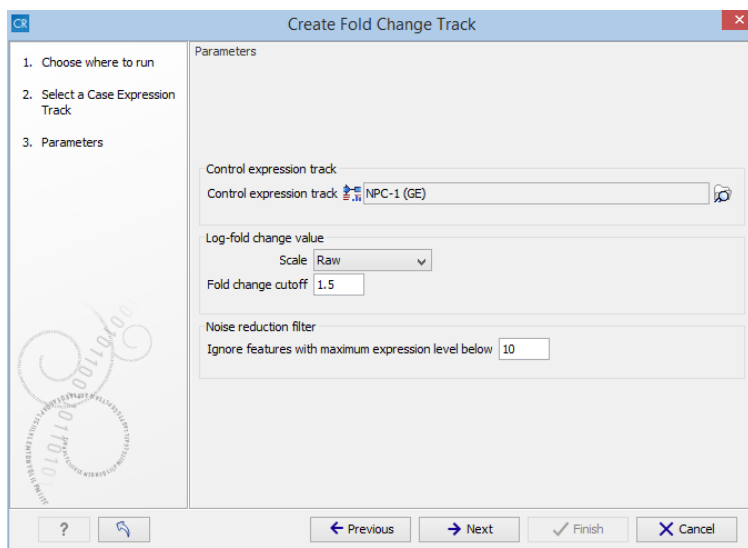 CR
Create Fold Change Track
1. Choose where to run
2. Select a Case Expression
Track
3. Parameters
Parameters
Control expression track
Control expression track NPC-1 (GE)
Log-fold change value
Scale Raw
Fold change cutoff 1.5
Noise reduction filter
Ignore features with maximum expression level below 10
? Previous Next Finish Cancel